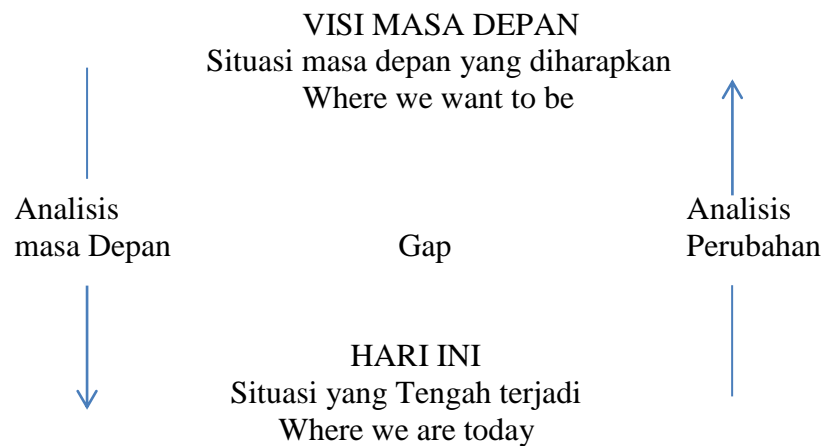 VISI MASA DEPAN
Situasi masa depan yang diharapkan
Where we want to be
Analisis
masa Depan
Gap
Analisis
Perubahan
HARI INI
Situasi yang Tengah terjadi
Where we are today